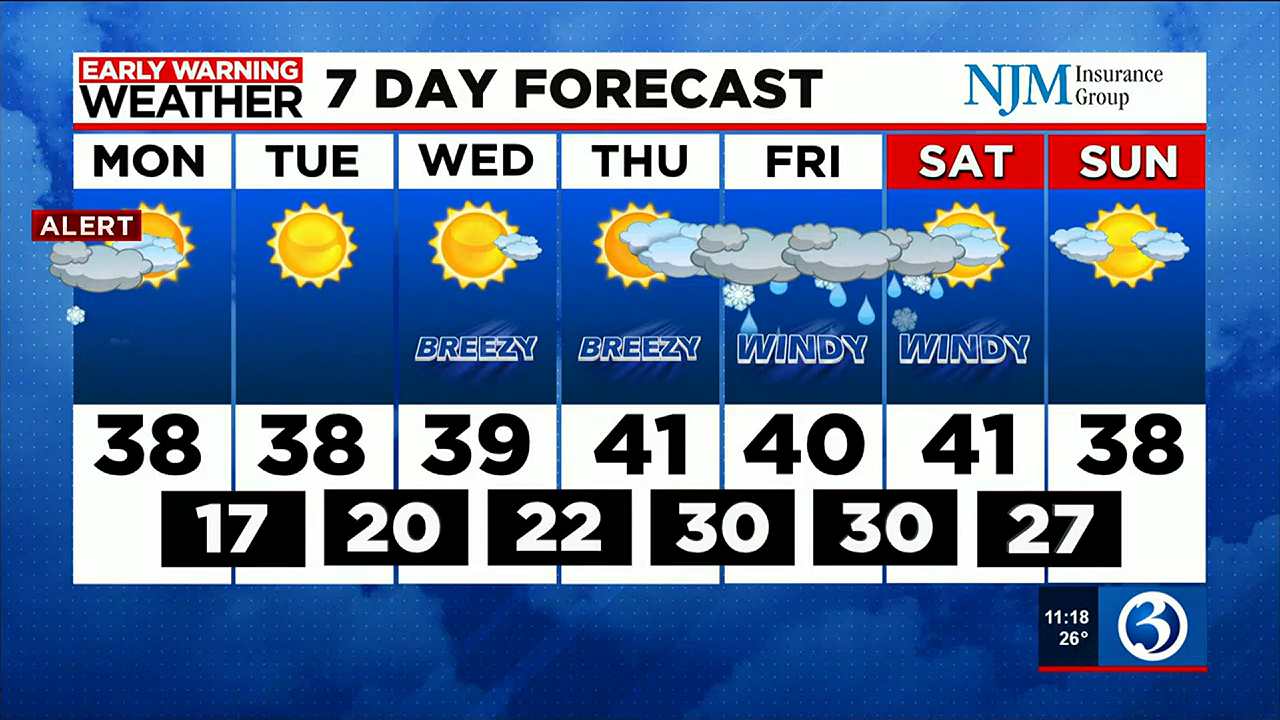 EARLY WARNING
WEATHER
7 DAY FORECAST
NJM Insurance
Group
MON TUE WED THU FRI SAT SUN
ALERT
BREEZY BREEZY WINDY WINDY
38 38 39 41 40 41 38
17 20 22 30 30 27
11:18
26°
3